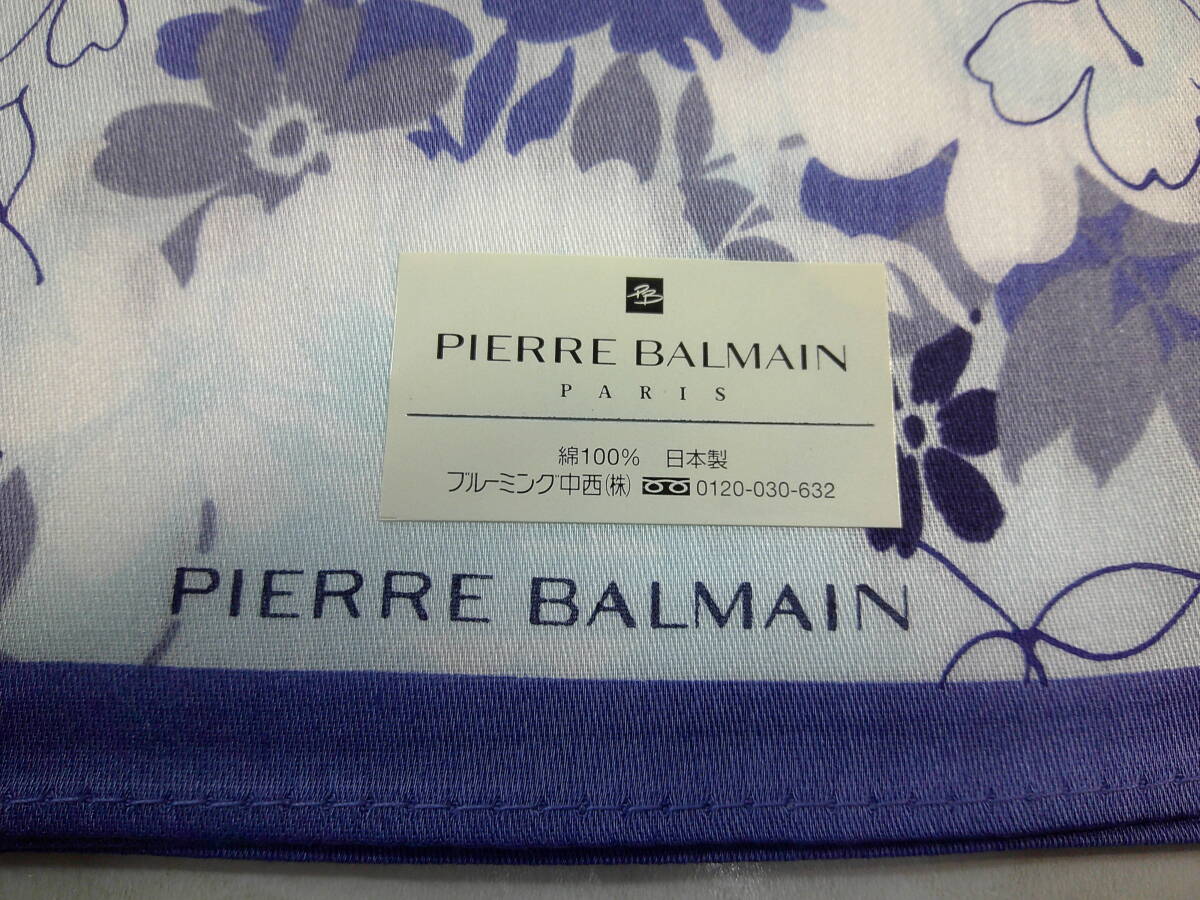 PB
PIERRE BALMAIN
PARIS
綿100% 日本製
ブルーミング中西(株) 0120-030-632
PIERRE BALMAIN